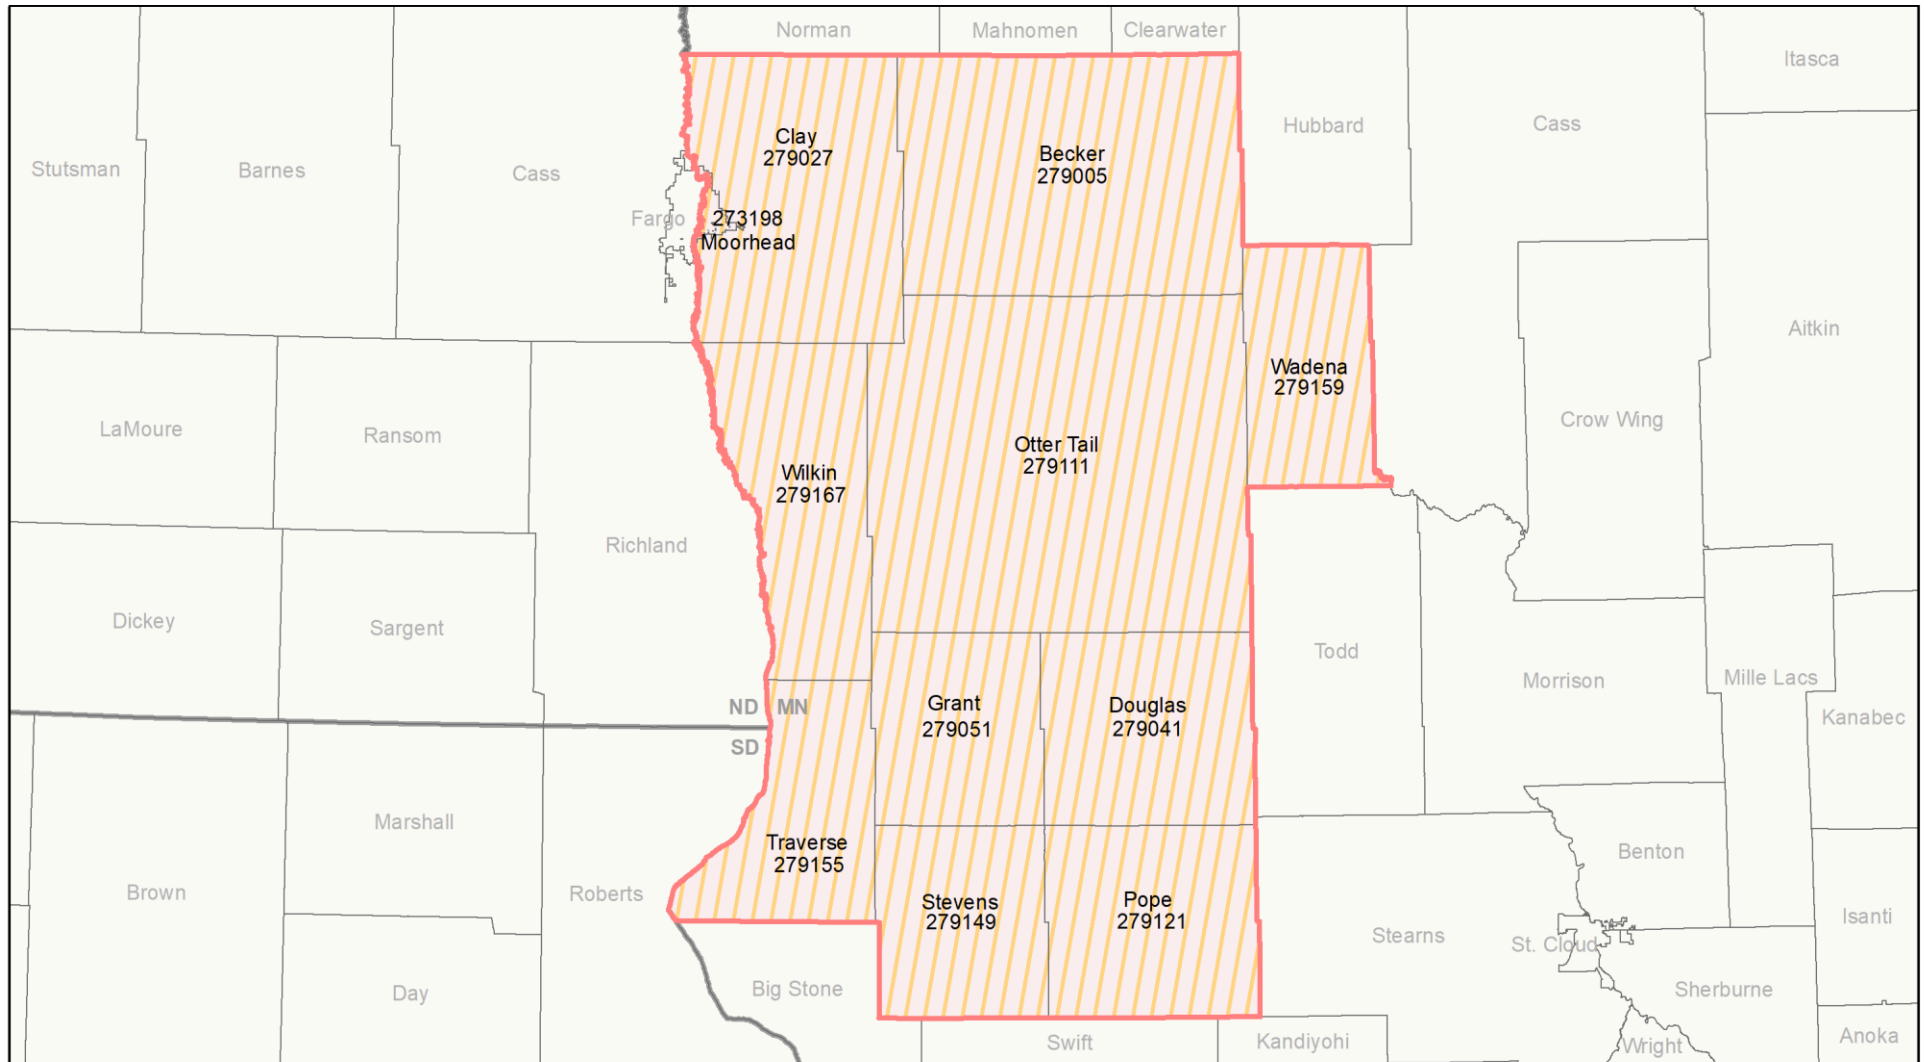 Norman
Mahnomen
Clearwater
Itasca
Hubbard
Cass
Clay
279027
Becker
279005
Stutsman
Barnes
Cass
Fargo
273198
Moorhead
Aitkin
Wadena
279159
LaMoure
Ransom
Crow Wing
Otter Tail
279111
Wilkin
279167
Richland
Dickey
Sargent
Todd
Morrison
Mille Lacs
Kanabec
ND
MN
SD
Grant
279051
Douglas
279041
Marshall
Traverse
279155
Benton
Brown
Roberts
Stevens
279149
Pope
279121
Isanti
Stearns
St. Cloud
Day
Big Stone
Sherburne
Swift
Kandiyohi
Wright
Anoka